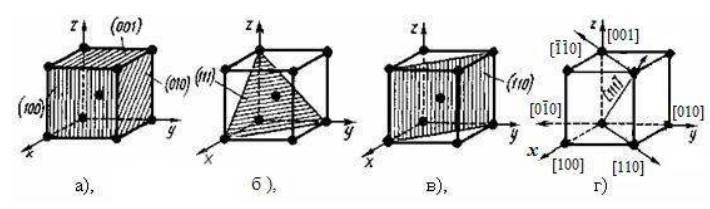 z
(001)
(100)
(010)
x
y
а),
z
(111)
x
y
б ),
z
(110)
x
y
в),
z
[001]
[1̄1̄0]
[111]
[01̄0]
[010]
x
y
[100]
[110]
г)